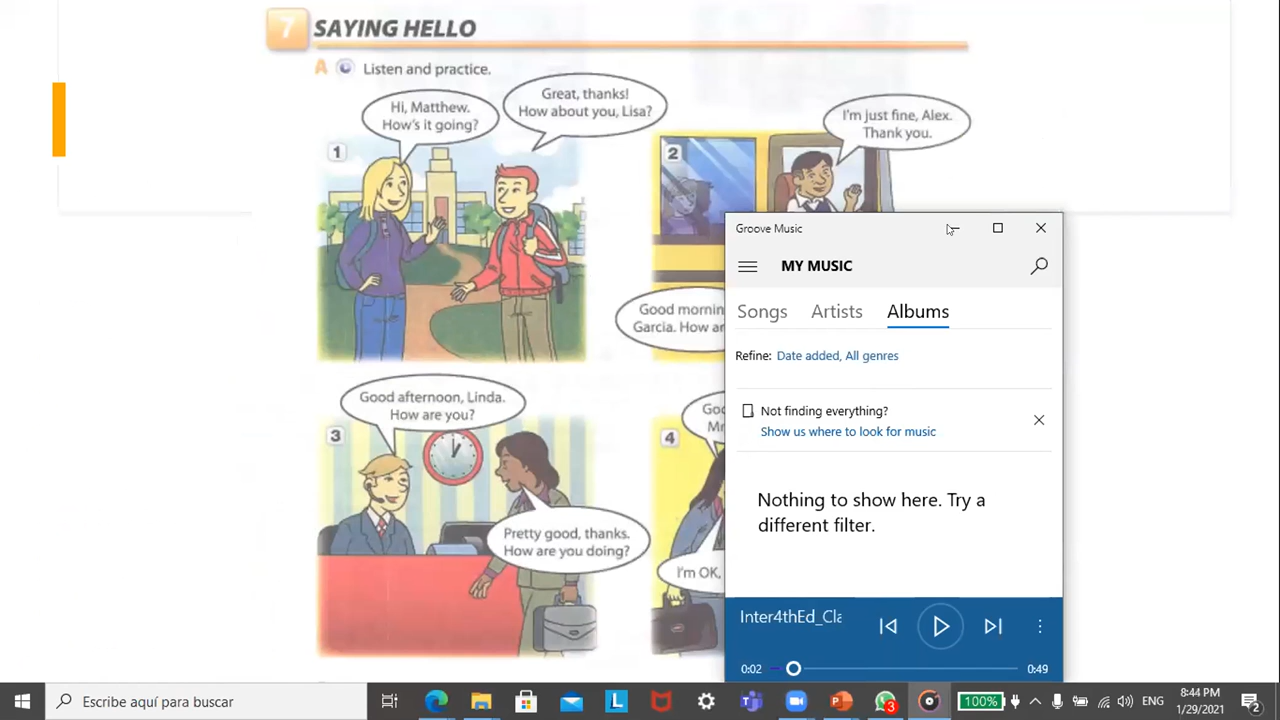 7 SAYING HELLO
A Listen and practice.
Hi, Matthew.
How's it going?
Great, thanks!
How about you, Lisa?
1
2
I'm just fine, Alex.
Thank you.
Good mornin
Garcia. How ar
Good afternoon, Linda.
How are you?
3
Pretty good, thanks.
How are you doing?
4
I'm OK,
Groove Music
MY MUSIC
Songs Artists Albums
Refine: Date added, All genres
Not finding everything?
Show us where to look for music
Nothing to show here. Try a
different filter.
Inter4thEd_Cla
0:02 0:49
Escribe aquí para buscar
3
100%
ENG
8:44 PM
1/29/2021
2